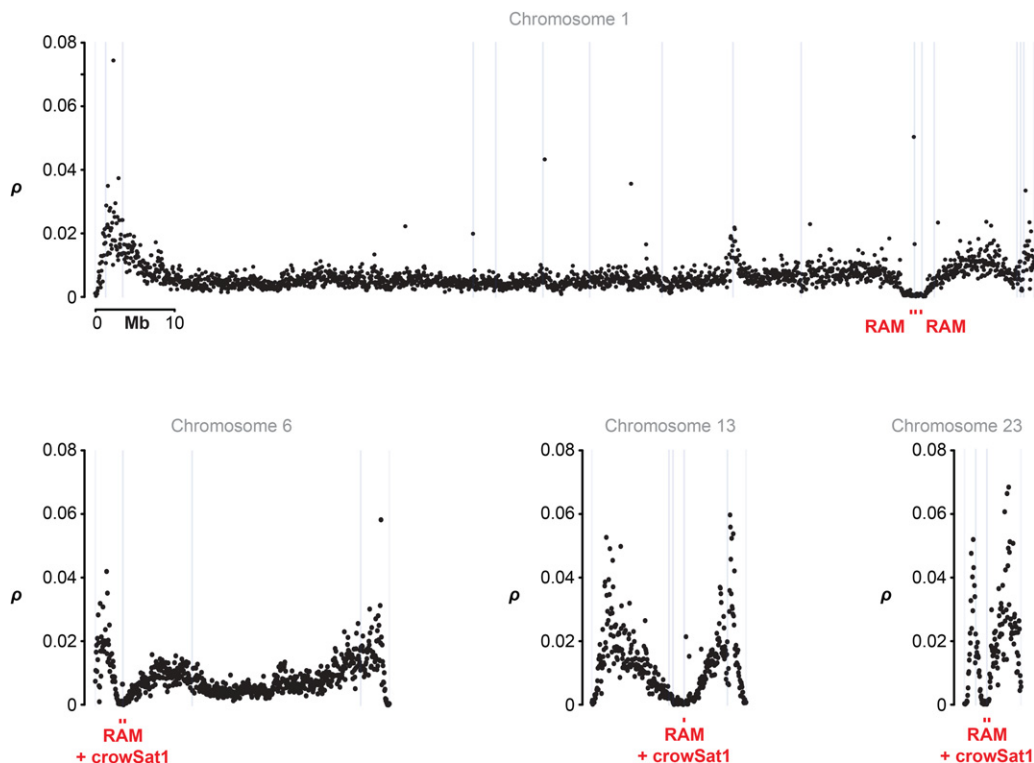 Chromosome 1
0.08
0.06
0.04
0.02
0
ρ
0 Mb 10
RAM RAM
Chromosome 6
0.08
0.06
0.04
0.02
0
ρ
RAM
+ crowSat1
Chromosome 13
0.08
0.06
0.04
0.02
0
ρ
RAM
+ crowSat1
Chromosome 23
0.08
0.06
0.04
0.02
0
ρ
RAM
+ crowSat1